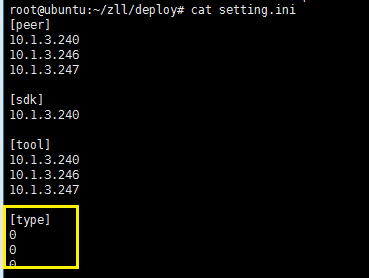 root@ubuntu:~/zll/deploy# cat setting.ini
[peer]
10.1.3.240
10.1.3.246
10.1.3.247
[sdk]
10.1.3.240
[tool]
10.1.3.240
10.1.3.246
10.1.3.247
[type]
0
0
0